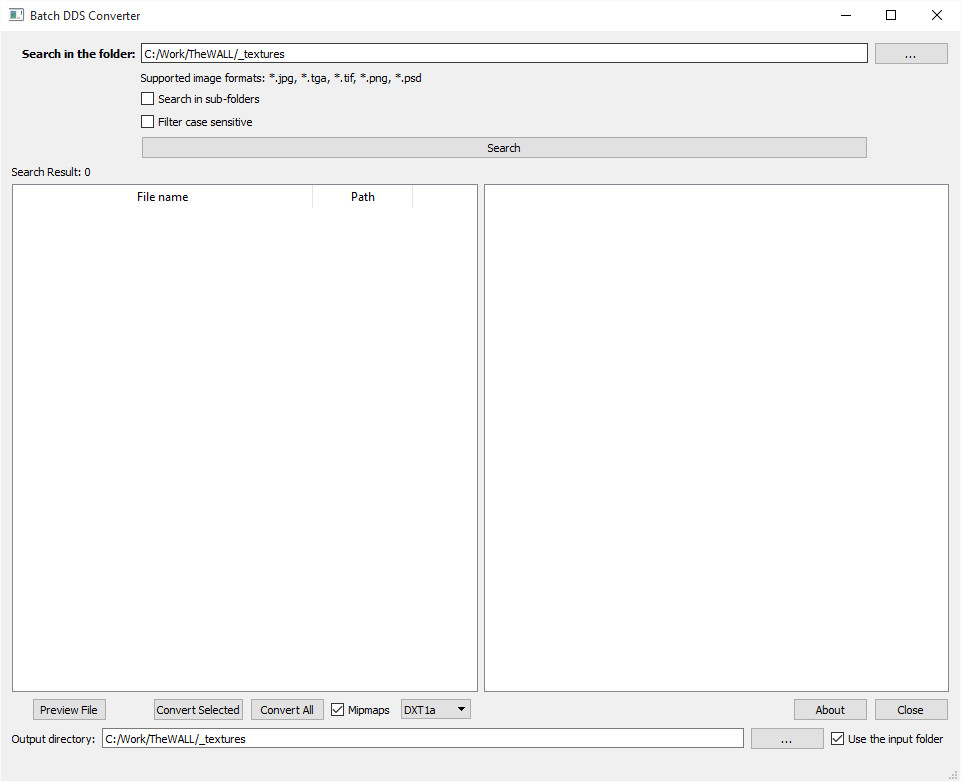 Batch DDS Converter
Search in the folder: C:/Work/TheWALL/_textures ...
Supported image formats: *.jpg, *.tga, *.tif, *.png, *.psd
Search in sub-folders
Filter case sensitive
Search
Search Result: 0
File name Path
Preview File Convert Selected Convert All Mipmaps DXT1a About Close
Output directory: C:/Work/TheWALL/_textures ... Use the input folder